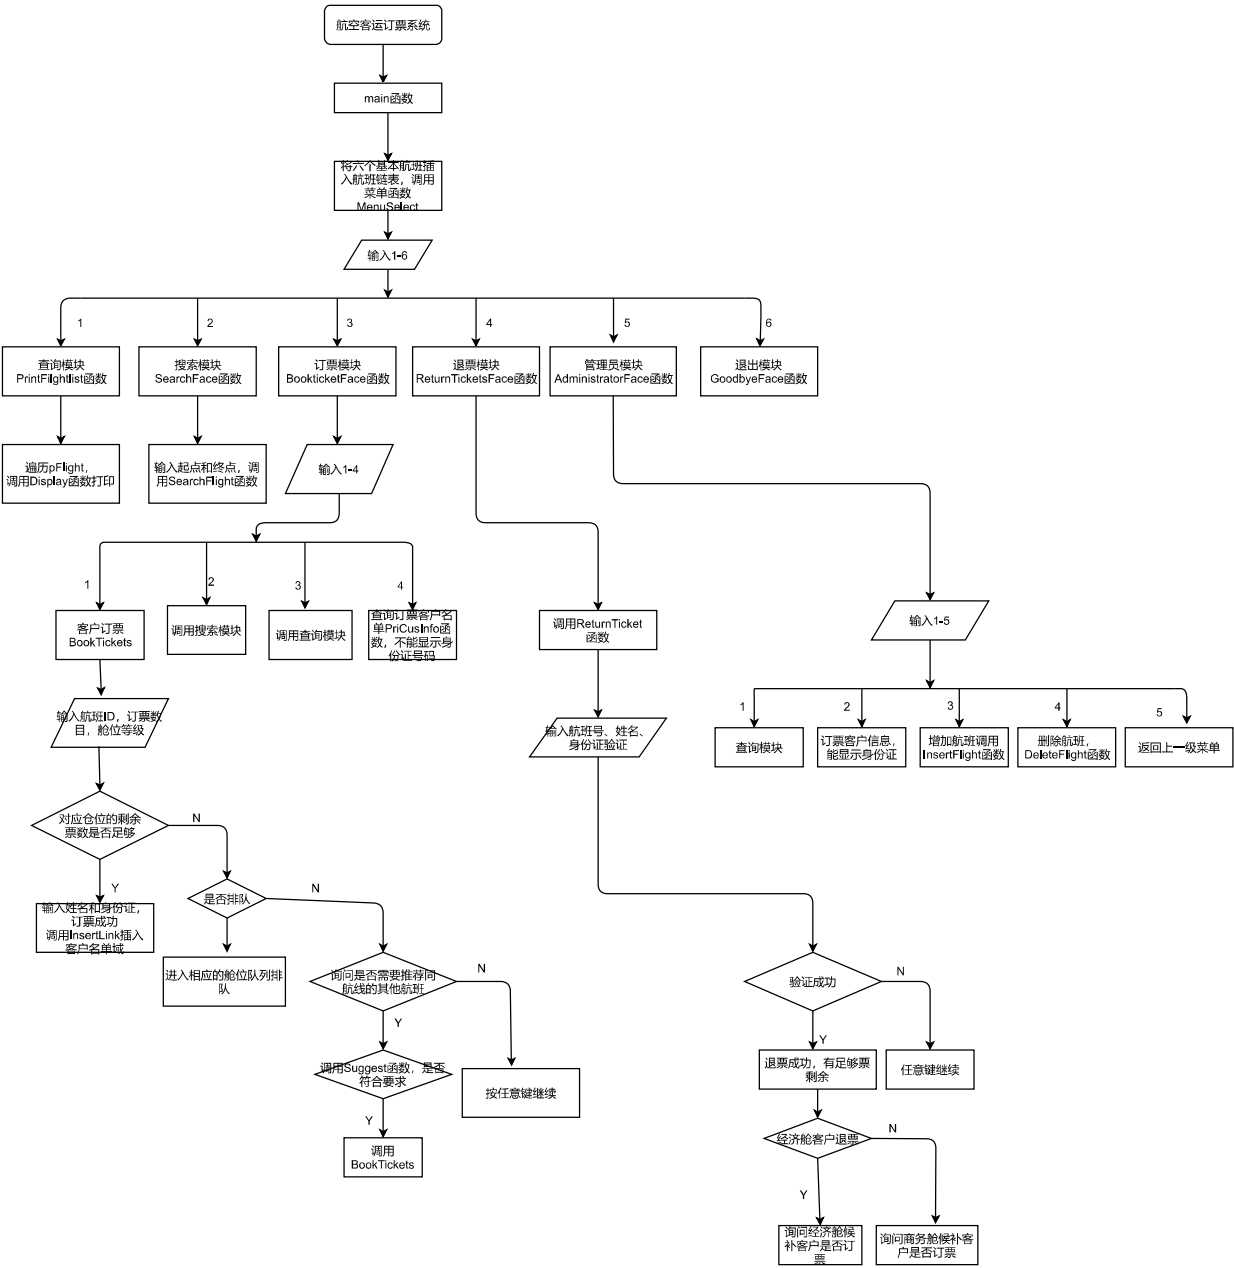 航空客运订票系统
main函数
将六个基本航班插
入航班链表，调用
菜单函数
MenuSelect
输入1-6
1
2
3
4
5
6
查询模块
PrintFlightlist函数
搜索模块
SearchFace函数
订票模块
BookticketFace函数
退票模块
ReturnTicketsFace函数
管理员模块
AdministratorFace函数
退出模块
GoodbyeFace函数
遍历pFlight，
调用Display函数打印
输入起点和终点，调
用SearchFlight函数
输入1-4
1
2
3
4
客户订票
BookTickets
调用搜索模块
调用查询模块
查询订票客户名
单PriCusInfo函
数，不能显示身
份证号码
调用ReturnTicket
函数
输入1-5
输入航班ID，订票数
目，舱位等级
输入航班号、姓名、
身份证验证
1
2
3
4
5
查询模块
订票客户信息，
能显示身份证
增加航班调用
InsertFlight函数
删除航班，
DeleteFlight函数
返回上一级菜单
对应仓位的剩余
票数是否足够
N
Y
输入姓名和身份证，
订票成功
调用InsertLink插入
客户名单域
是否排队
N
进入相应的舱位队列排
队
询问是否需要推荐同
航线的其他航班
N
Y
调用Suggest函数，是否
符合要求
按任意键继续
Y
调用
BookTickets
验证成功
N
Y
退票成功，有足够票
剩余
任意键继续
经济舱客户退票
N
Y
询问经济舱候
补客户是否订
票
询问商务舱候补客
户是否订票